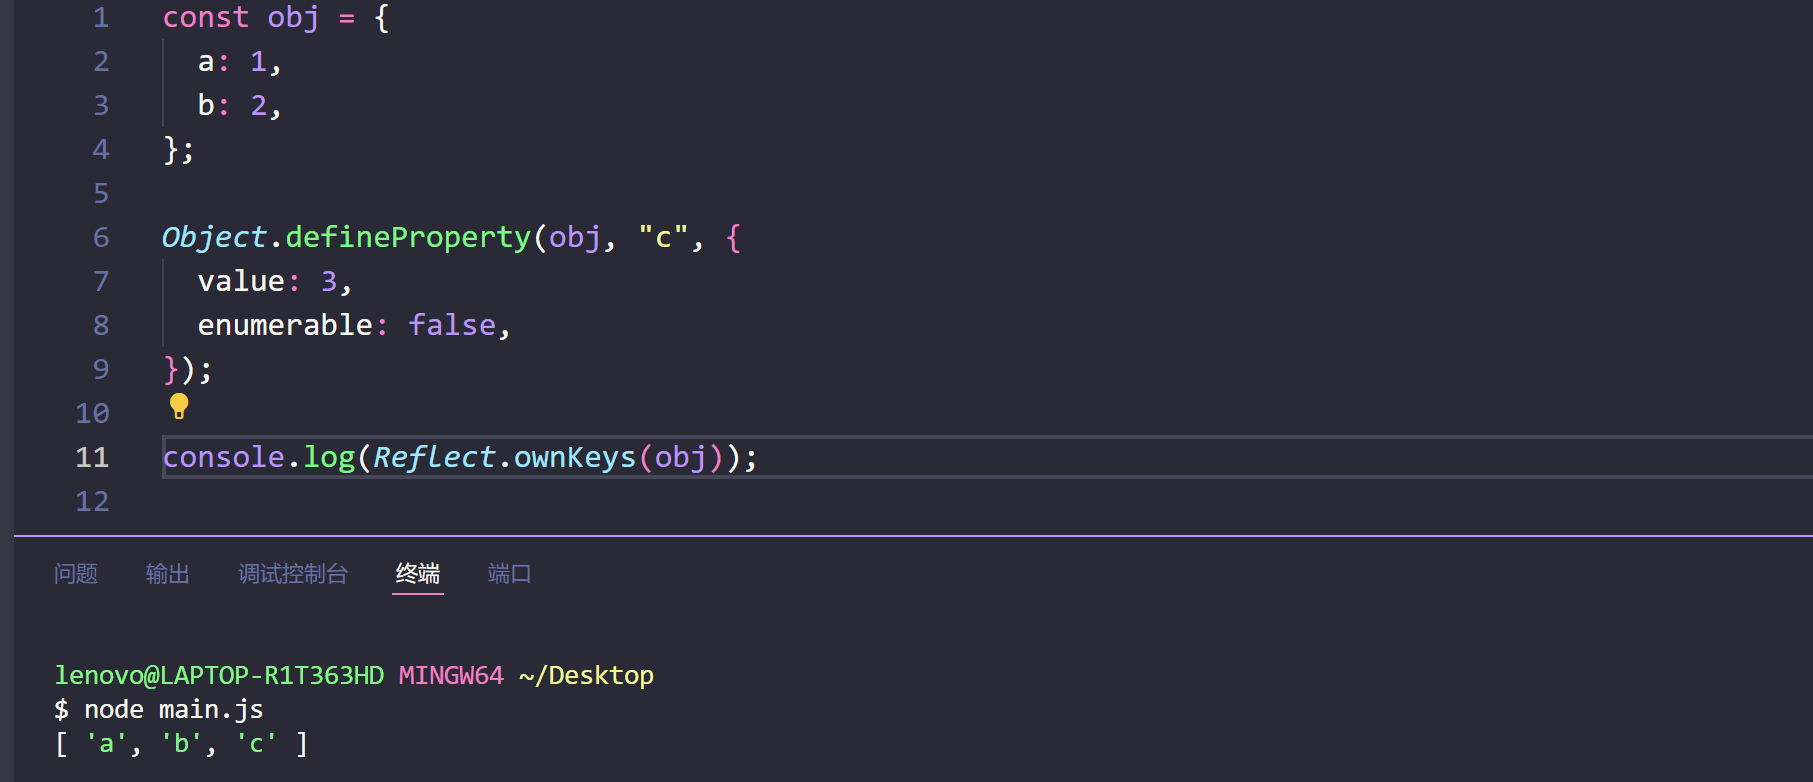 1 const obj = {
2   a: 1,
3   b: 2,
4 };
5
6 Object.defineProperty(obj, "c", {
7   value: 3,
8   enumerable: false,
9 });
10
11 console.log(Reflect.ownKeys(obj));
12
问题 输出 调试控制台 终端 端口
lenovo@LAPTOP-R1T363HD MINGW64 ~/Desktop
$ node main.js
[ 'a', 'b', 'c' ]